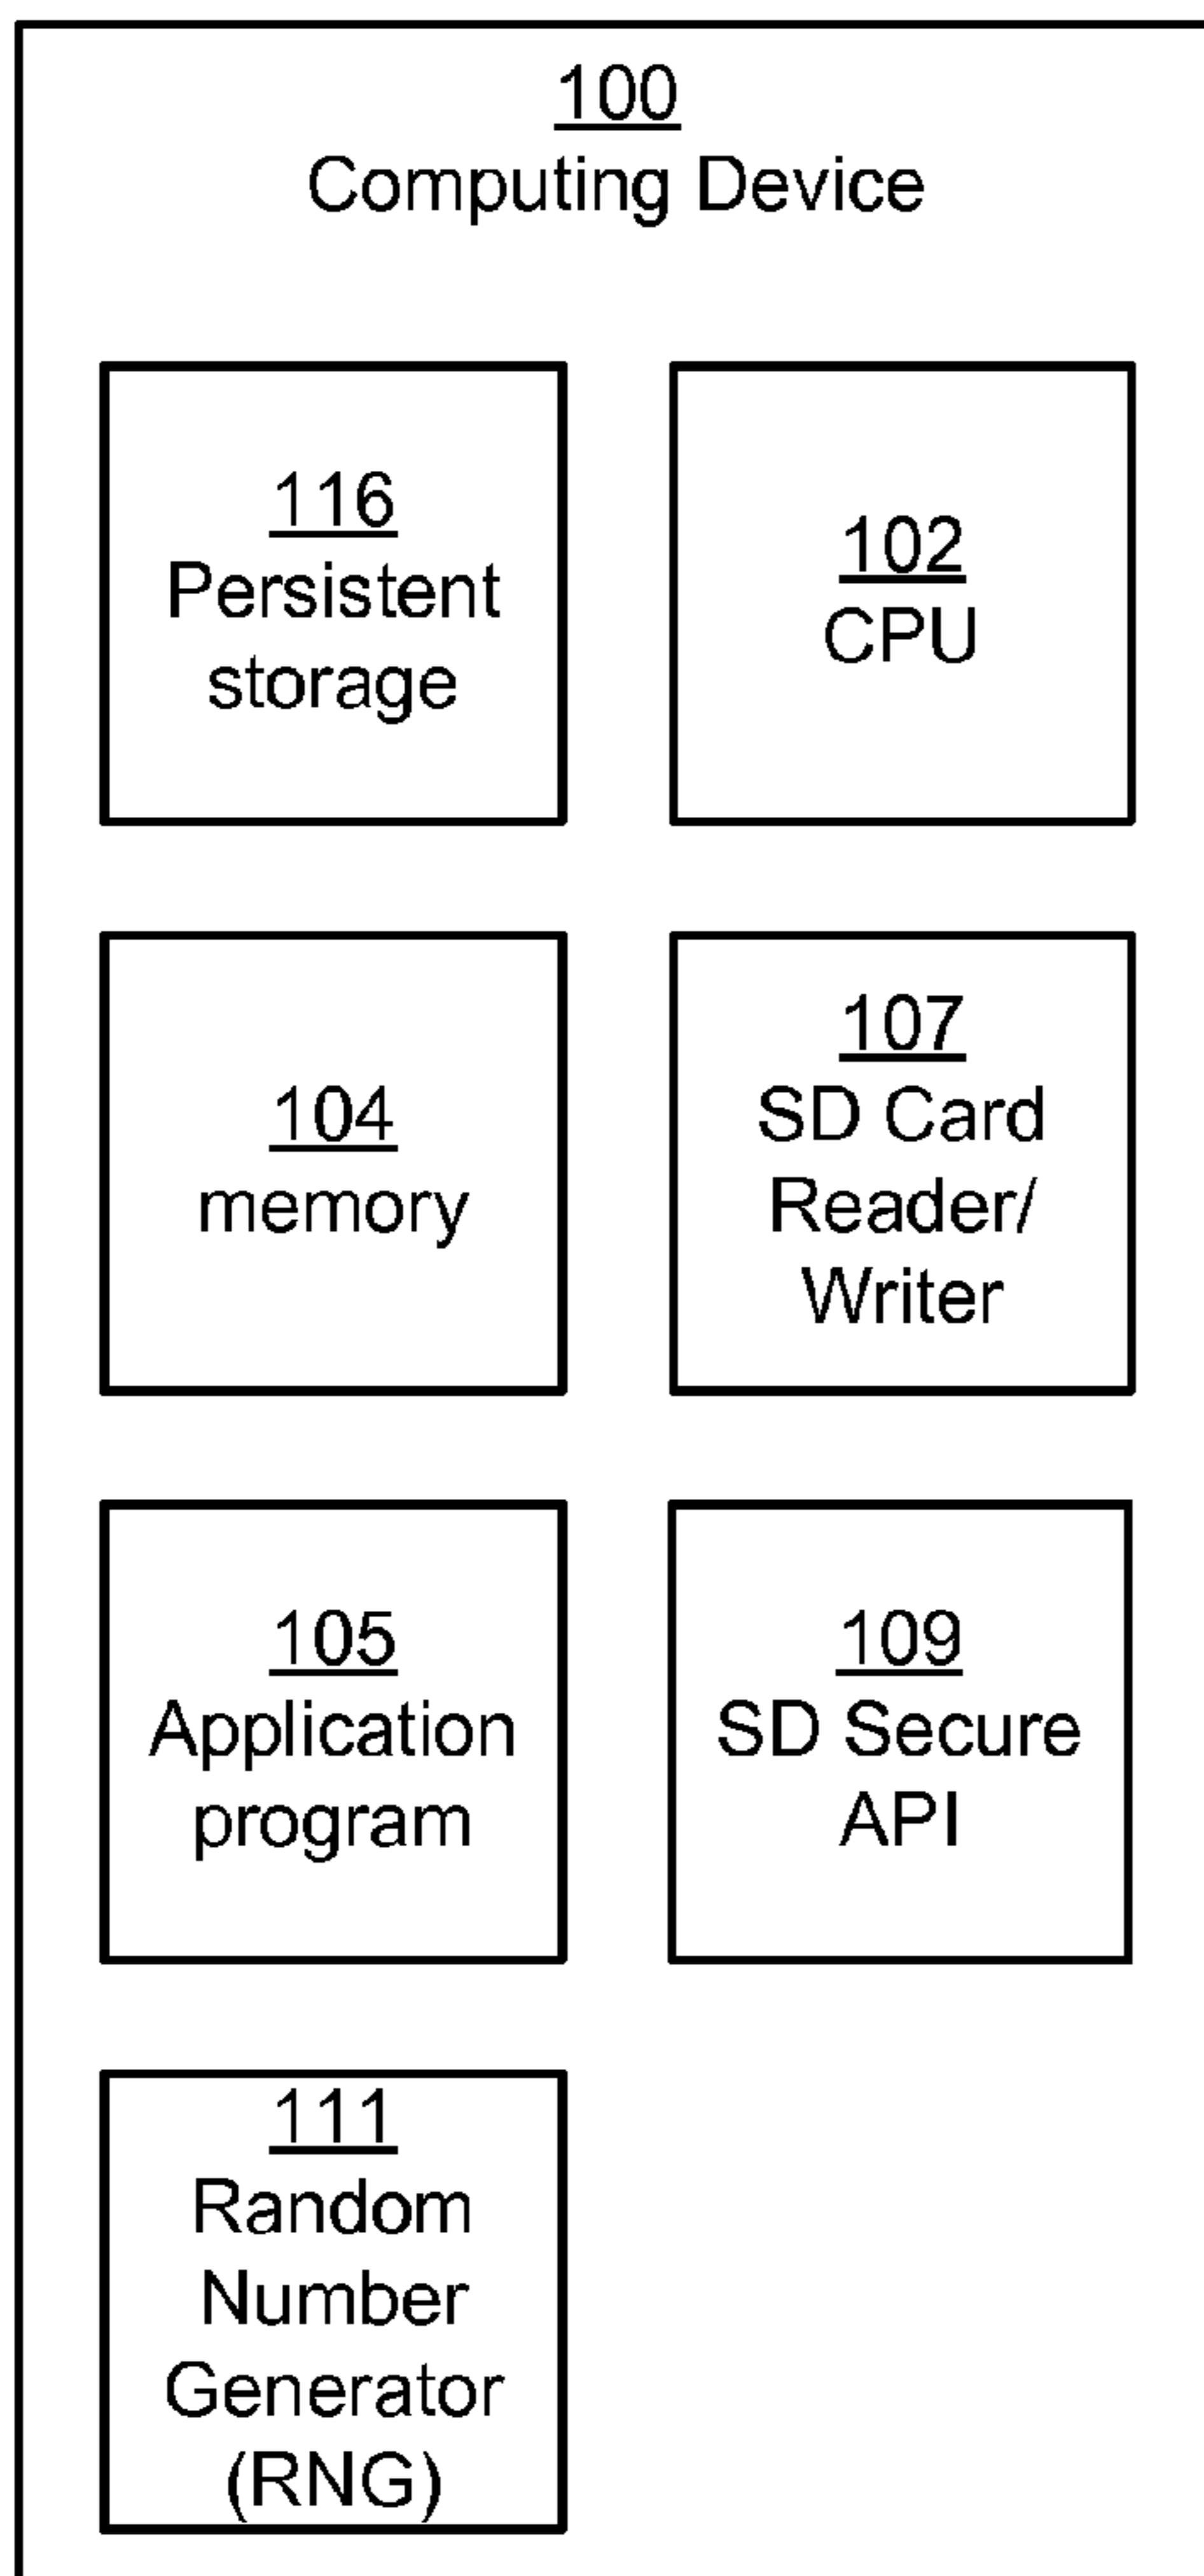 100
Computing Device
116
Persistent
storage
102
CPU
104
memory
107
SD Card
Reader/
Writer
105
Application
program
109
SD Secure
API
111
Random
Number
Generator
(RNG)